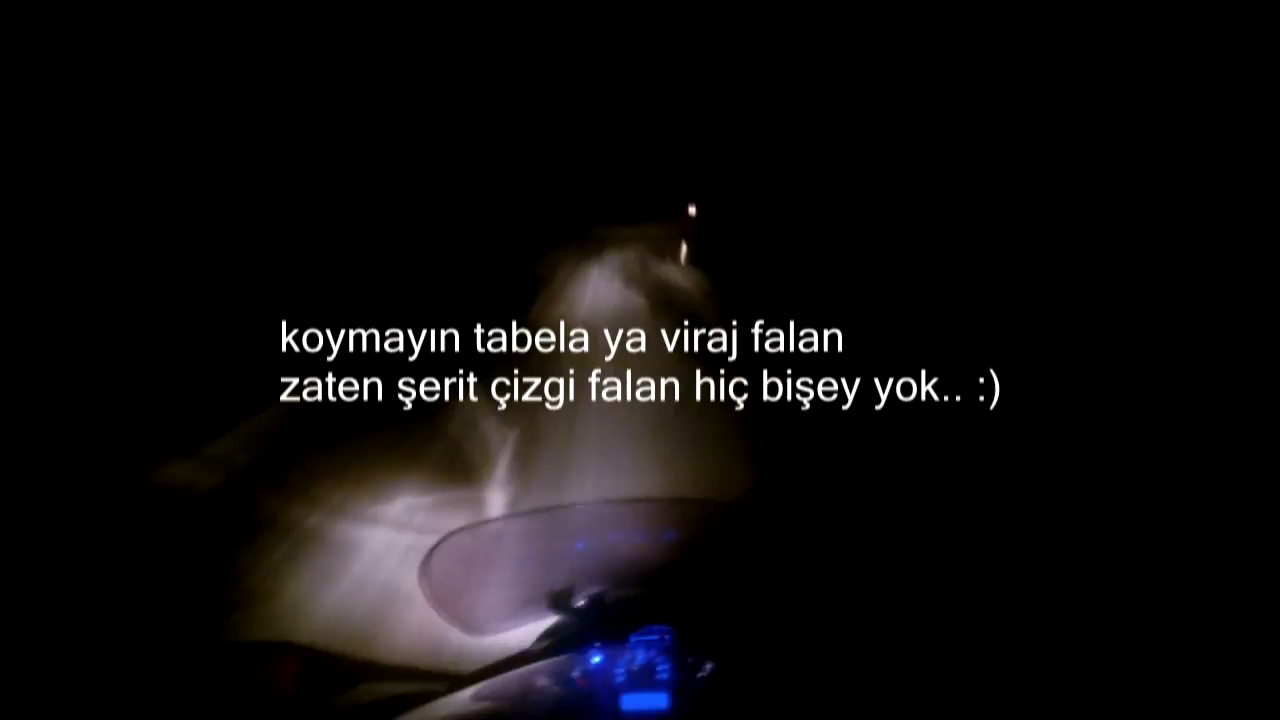 koymayın tabela ya viraj falan
zaten şerit çizgi falan hiç bişey yok.. :)